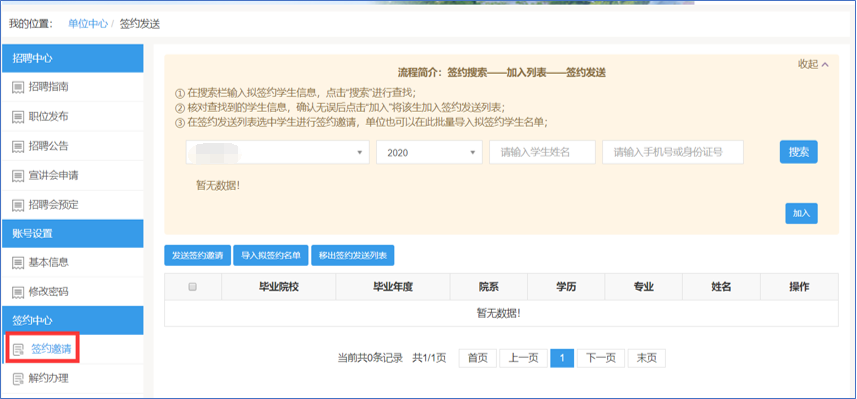 我的位置： 单位中心 / 签约发送
招聘中心
招聘指南
职位发布
招聘公告
宣讲会申请
招聘会预定
账号设置
基本信息
修改密码
签约中心
签约邀请
解约办理
收起
流程简介：签约搜索——加入列表——签约发送
① 在搜索栏输入拟签约学生信息，点击“搜索”进行查找；
② 核对查找到的学生信息，确认无误后点击“加入”将该生加入签约发送列表；
③ 在签约发送列表选中学生进行签约邀请，单位也可以在此批量导入拟签约学生名单；
2020 请输入学生姓名 请输入手机号或身份证号 搜索
暂无数据！
加入
发送签约邀请 导入拟签约名单 移出签约发送列表
毕业院校 毕业年度 院系 学历 专业 姓名 操作
暂无数据！
当前共0条记录 共1/1页 首页 上一页 1 下一页 末页